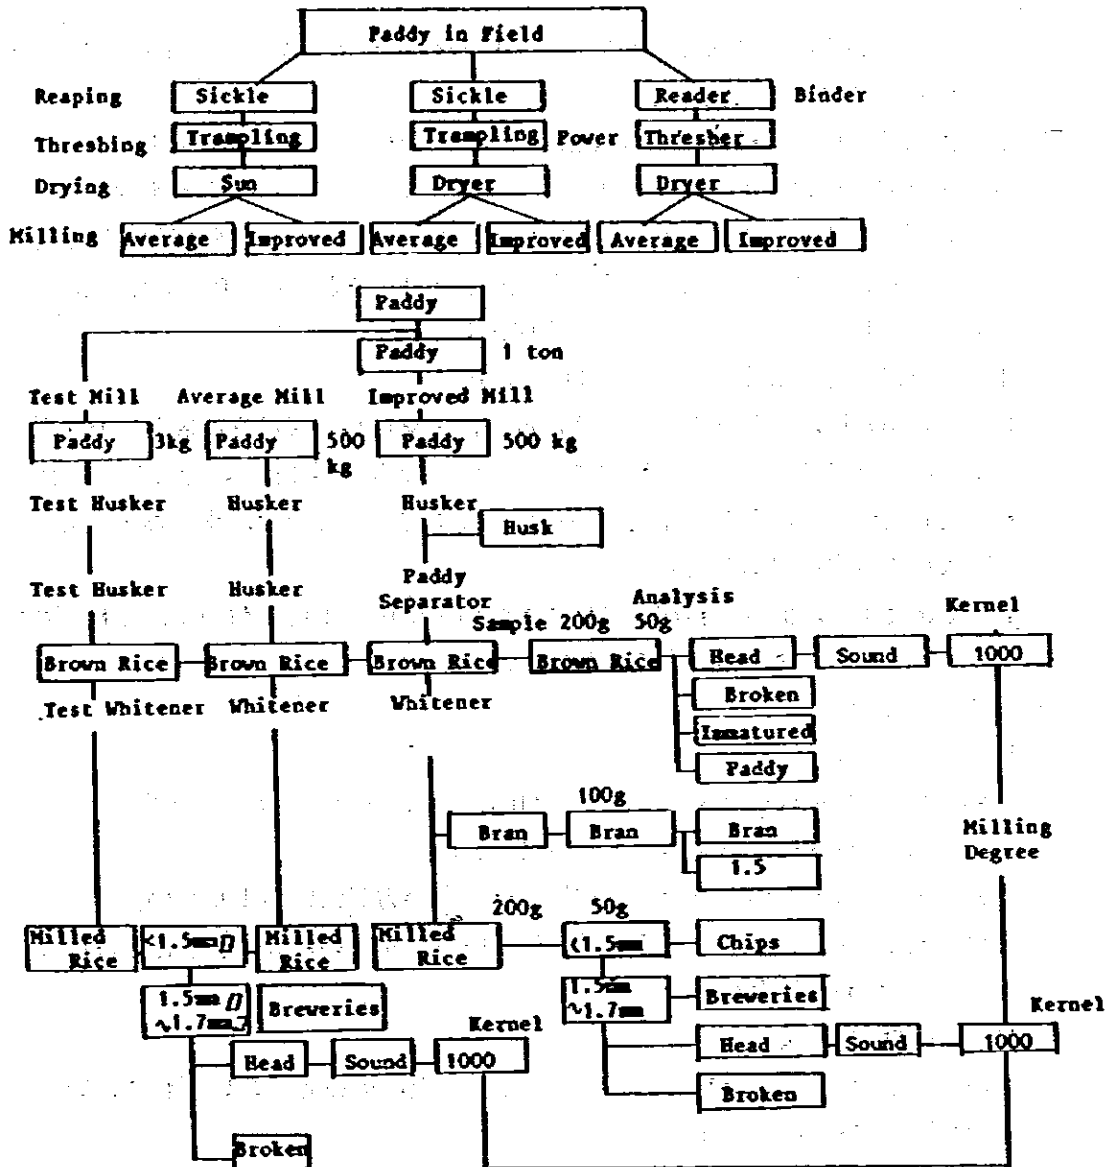 Paddy in Field
Reaping Sickle Sickle Reader Binder
Threshing Trampling Trampling Power Thresher
Drying Sun Dryer Dryer
Milling Average Improved Average Improved Average Improved
Paddy
Paddy 1 ton
Test Mill Average Mill Improved Mill
Paddy 3kg Paddy 500 kg Paddy 500 kg
Test Husker Husker Husker
Husk
Test Husker Husker Paddy Separator
Analysis
Kernel
Sample 200g 50g
Brown Rice Brown Rice Brown Rice Brown Rice Head Sound 1000
Test Whitener Whitener Whitener
Broken
Immatured
Paddy
100g
Bran Bran Bran
1.5
Milling
Degree
200g 50g
Milled Rice <1.5mm Milled Rice Milled Rice <1.5mm Chips
1.5mm ~1.7mm Breweries 1.5mm ~1.7mm Breweries
Kernel Kernel
Head Sound 1000 Head Sound 1000
Broken
Broken